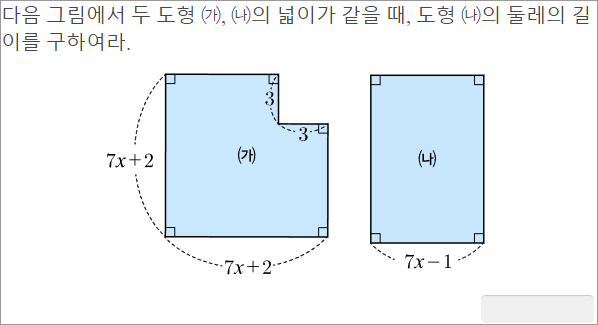 다음 그림에서 두 도형 ㈎, ㈏의 넓이가 같을 때, 도형 ㈏의 둘레의 길
이를 구하여라.
3
3
7x+2
㈎
㈏
7x+2
7x−1